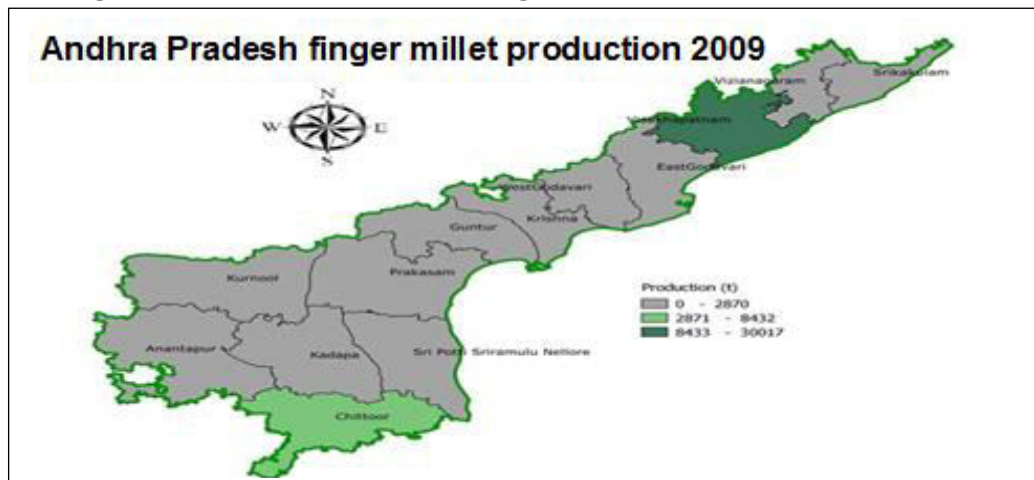 Andhra Pradesh finger millet production 2009
N
W E
S
Srikakulam
Vizianagaram
Visakhapatnam
EastGodavari
WestGodavari
Krishna
Guntur
Prakasam
Kurnool
Production (t)
0 - 2870
2871 - 8432
8433 - 30017
Anantapur
Kadapa
Sri Potti Sriramulu Nellore
Chittoor